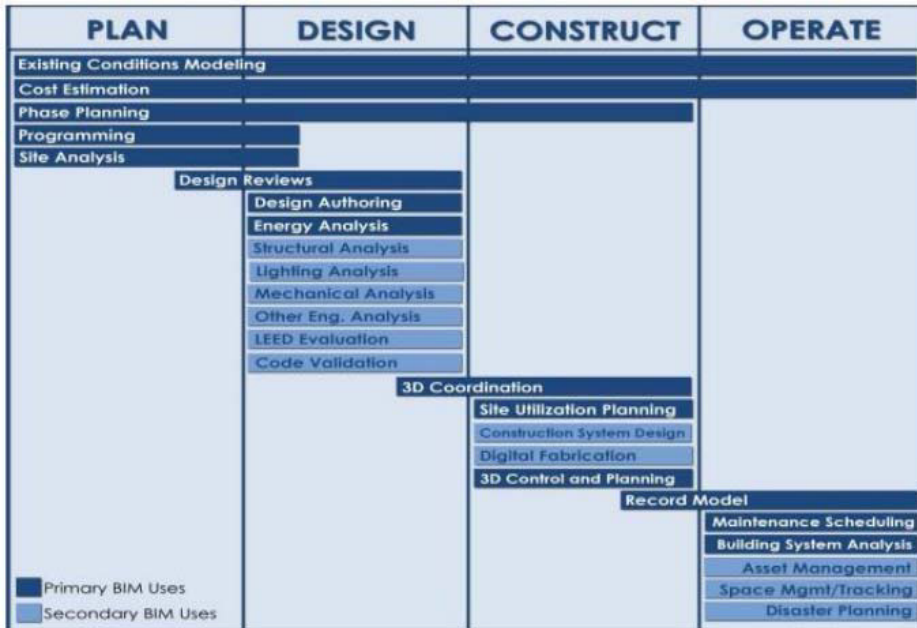 PLAN DESIGN CONSTRUCT OPERATE
Existing Conditions Modeling
Cost Estimation
Phase Planning
Programming
Site Analysis
Design Reviews
Design Authoring
Energy Analysis
Structural Analysis
Lighting Analysis
Mechanical Analysis
Other Eng. Analysis
LEED Evaluation
Code Validation
3D Coordination
Site Utilization Planning
Construction System Design
Digital Fabrication
3D Control and Planning
Record Model
Maintenance Scheduling
Building System Analysis
Asset Management
Space Mgmt/Tracking
Disaster Planning
Primary BIM Uses
Secondary BIM Uses